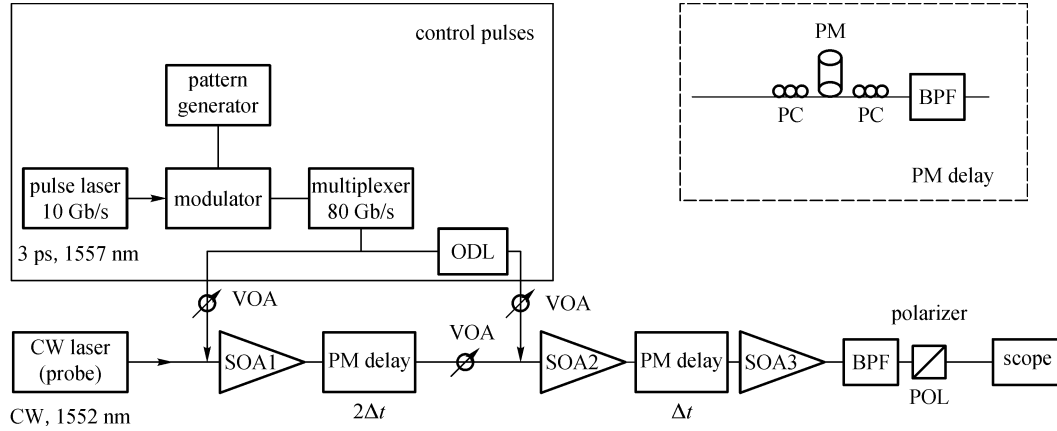 control pulses
pattern
generator
pulse laser
10 Gb/s
modulator
multiplexer
80 Gb/s
3 ps, 1557 nm
ODL
PM
PC
PC
BPF
PM delay
VOA
VOA
CW laser
(probe)
SOA1
PM delay
VOA
SOA2
PM delay
SOA3
BPF
polarizer
POL
scope
CW, 1552 nm
2Δt
Δt